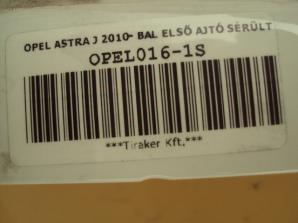 OPEL ASTRA J 2010- BAL ELSŐ AJTÓ SÉRÜLT
OPEL016-1S
***Tiraker Kft.***